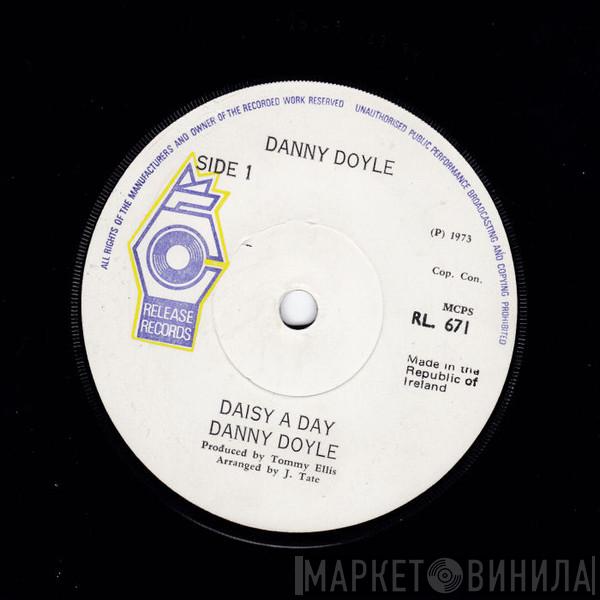 ALL RIGHTS OF THE MANUFACTURERS AND OWNER OF THE RECORDED WORK RESERVED UNAUTHORISED PUBLIC PERFORMANCE BROADCASTING AND COPYING PROHIBITED
DANNY DOYLE
SIDE 1
(P) 1973
Cop. Con.
MCPS
RL. 671
RELEASE
RECORDS
Made in the
Republic of
Ireland
DAISY A DAY
DANNY DOYLE
Produced by Tommy Ellis
Arranged by J. Tate
МАРКЕТ ВИНИЛА